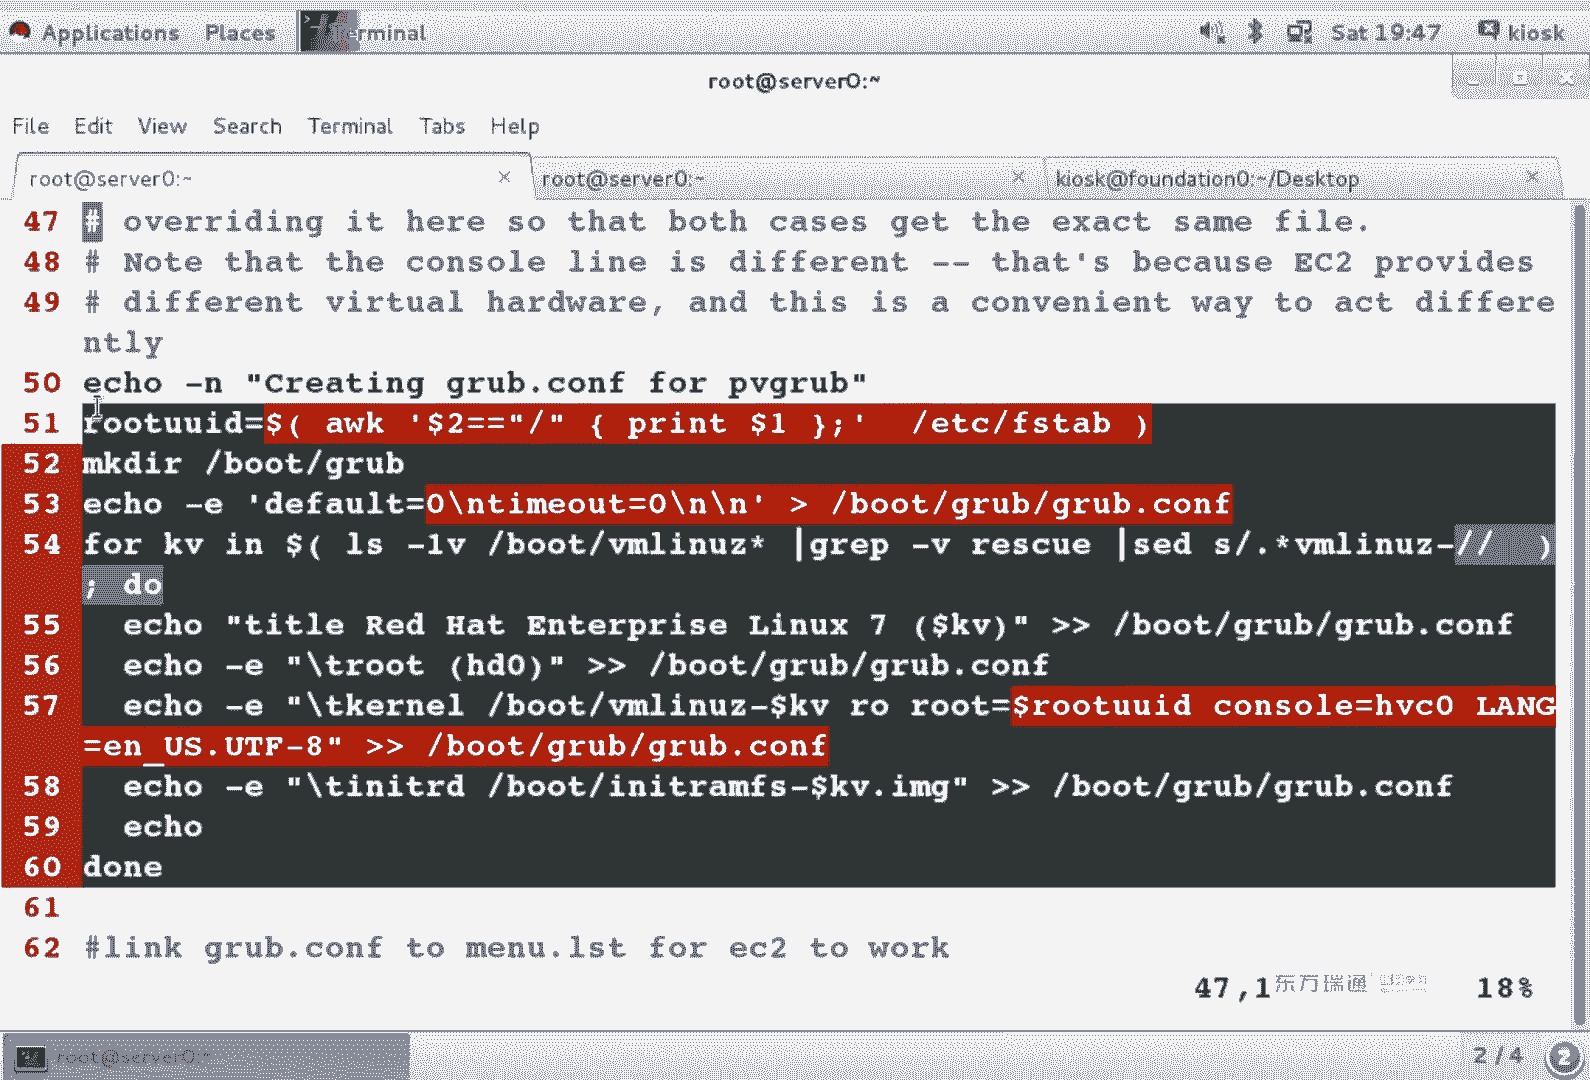 Applications Places Terminal Sat 19:47 kiosk
root@server0:~
File Edit View Search Terminal Tabs Help
root@server0:~ × root@server0:~ × kiosk@foundation0:~/Desktop ×
47 # overriding it here so that both cases get the exact same file.
48 # Note that the console line is different -- that's because EC2 provides
49 # different virtual hardware, and this is a convenient way to act differe
ntly
50 echo -n "Creating grub.conf for pvgrub"
51 rootuuid=$( awk '$2=="/" { print $1 };'  /etc/fstab )
52 mkdir /boot/grub
53 echo -e 'default=0\ntimeout=0\n\n' > /boot/grub/grub.conf
54 for kv in $( ls -1v /boot/vmlinuz* |grep -v rescue |sed s/.*vmlinuz-//  )
; do
55   echo "title Red Hat Enterprise Linux 7 ($kv)" >> /boot/grub/grub.conf
56   echo -e "\troot (hd0)" >> /boot/grub/grub.conf
57   echo -e "\tkernel /boot/vmlinuz-$kv ro root=$rootuuid console=hvc0 LANG
=en_US.UTF-8" >> /boot/grub/grub.conf
58   echo -e "\tinitrd /boot/initramfs-$kv.img" >> /boot/grub/grub.conf
59   echo
60 done
61
62 #link grub.conf to menu.lst for ec2 to work
47,1 东方瑞通 18%
root@server0:~ 2 / 4 2